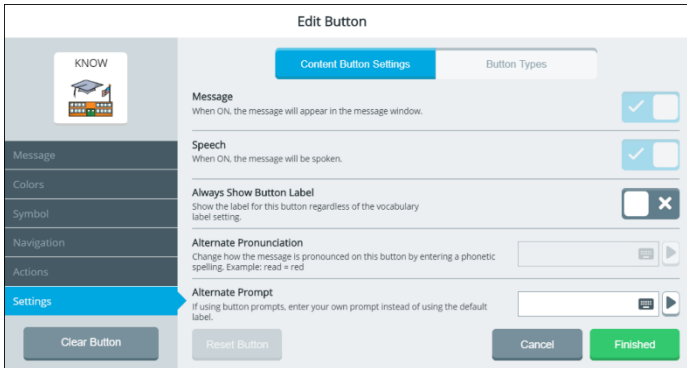 Edit Button
KNOW
Message
Colors
Symbol
Navigation
Actions
Settings
Clear Button
Content Button Settings
Button Types
Message
When ON, the message will appear in the message window.
Speech
When ON, the message will be spoken.
Always Show Button Label
Show the label for this button regardless of the vocabulary
label setting.
Alternate Pronunciation
Change how the message is pronounced on this button by entering a phonetic
spelling. Example: read = red
Alternate Prompt
If using button prompts, enter your own prompt instead of using the default
label.
Reset Button
Cancel
Finished